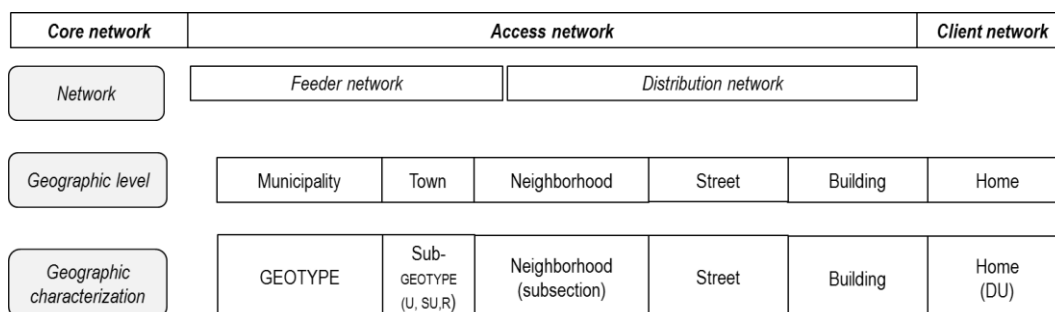 Core network Access network Client network
Network Feeder network Distribution network
Geographic level Municipality Town Neighborhood Street Building Home
Geographic
characterization
GEOTYPE
Sub-
GEOTYPE
(U, SU,R)
Neighborhood
(subsection)
Street
Building
Home
(DU)